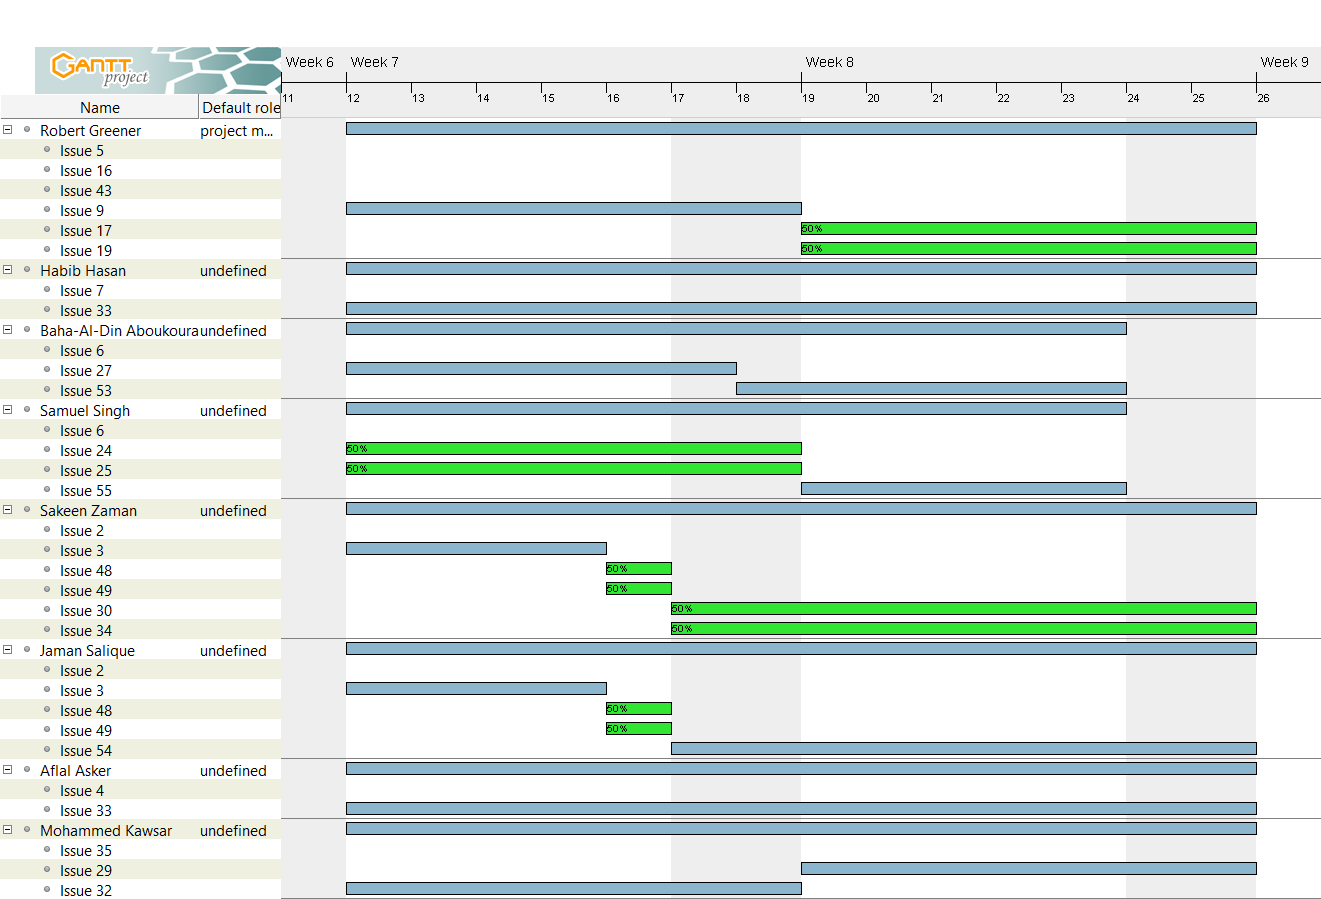 GANTT
project
Week 6 Week 7 Week 8 Week 9
11 12 13 14 15 16 17 18 19 20 21 22 23 24 25 26
Name Default role
Robert Greener project m...
Issue 5
Issue 16
Issue 43
Issue 9
Issue 17 50%
Issue 19 50%
Habib Hasan undefined
Issue 7
Issue 33
Baha-Al-Din Aboukoura undefined
Issue 6
Issue 27
Issue 53
Samuel Singh undefined
Issue 6
Issue 24 50%
Issue 25 50%
Issue 55
Sakeen Zaman undefined
Issue 2
Issue 3
Issue 48 50%
Issue 49 50%
Issue 30 50%
Issue 34 50%
Jaman Salique undefined
Issue 2
Issue 3
Issue 48 50%
Issue 49 50%
Issue 54
Aflal Asker undefined
Issue 4
Issue 33
Mohammed Kawsar undefined
Issue 35
Issue 29
Issue 32